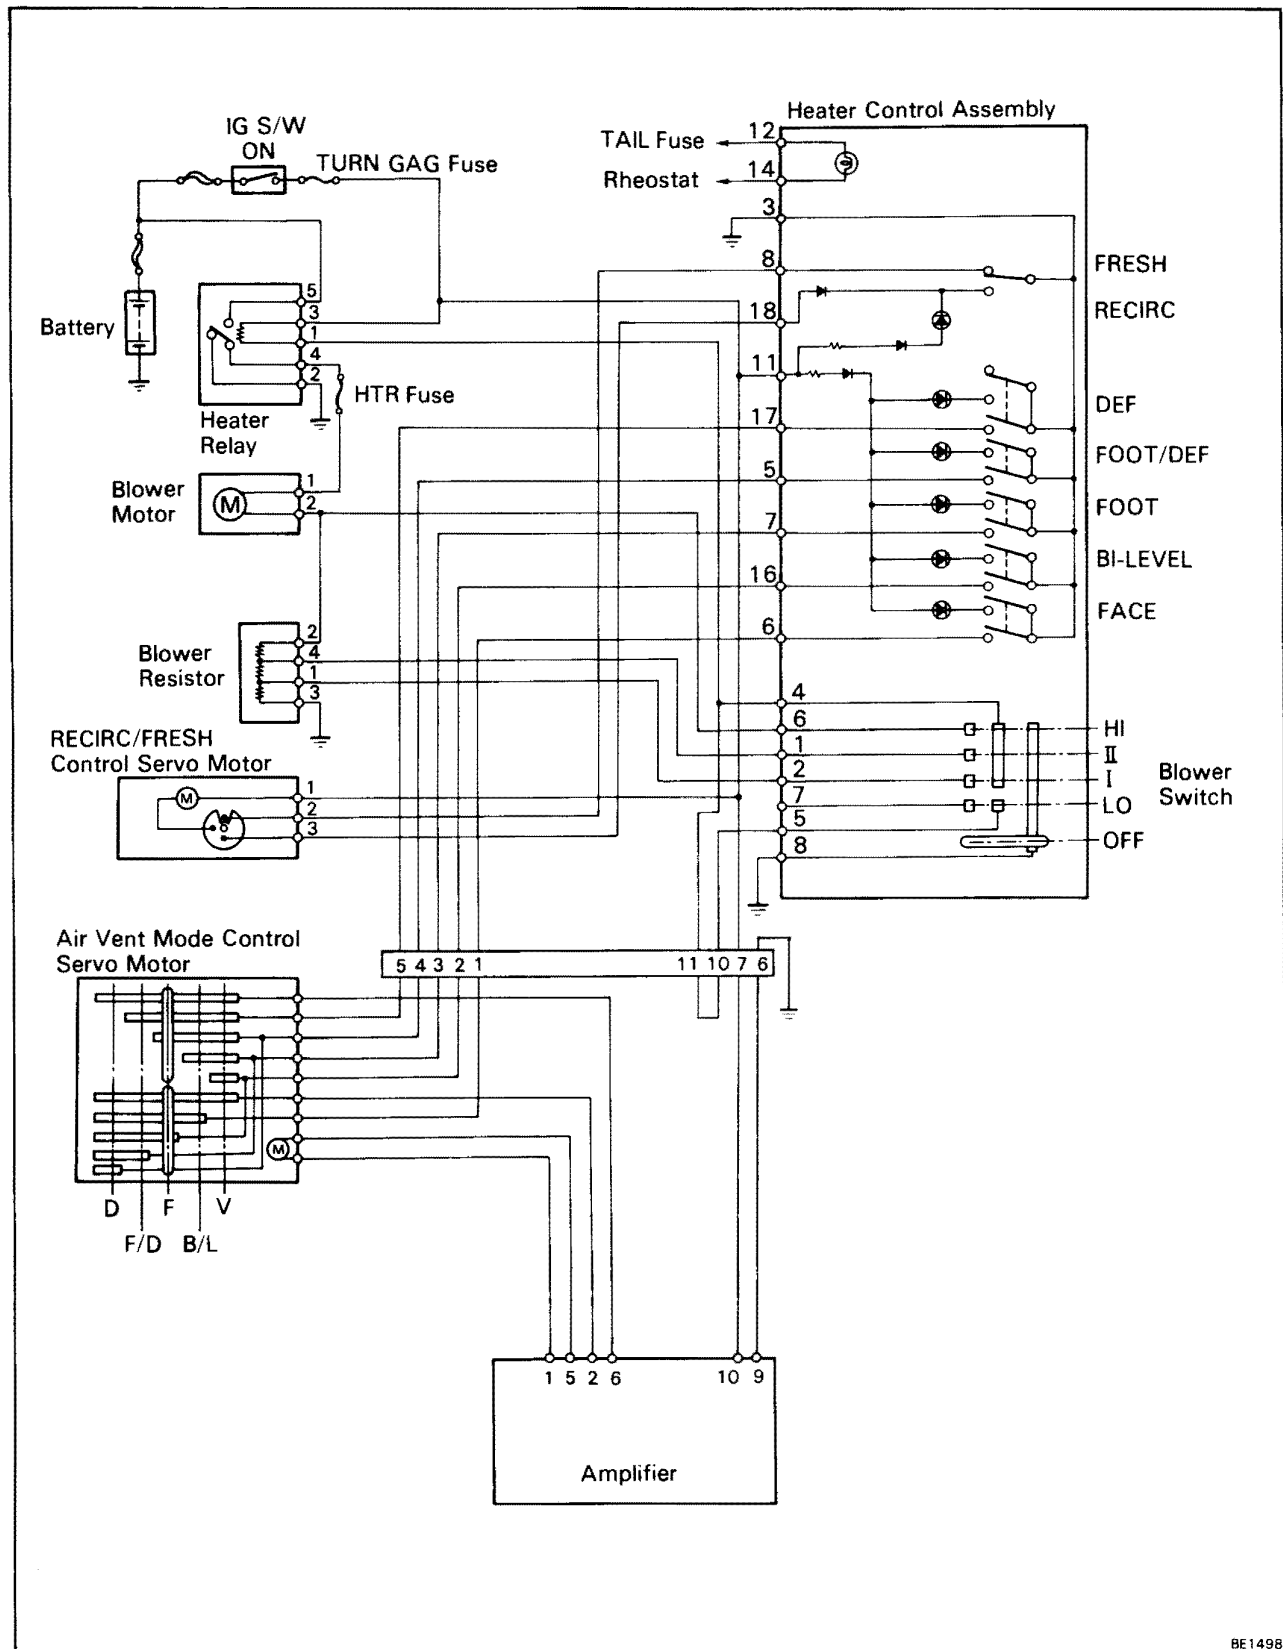 Heater Control Assembly
IG S/W
ON
TURN GAG Fuse
TAIL Fuse
12
Rheostat
14
3
8
FRESH
18
RECIRC
11
Battery
5
3
1
4
2
HTR Fuse
Heater
Relay
DEF
17
FOOT/DEF
5
FOOT
7
BI-LEVEL
16
FACE
6
Blower
Motor
M
1
2
Blower
Resistor
2
4
1
3
4
6
HI
1
II
2
I
7
LO
5
8
OFF
Blower
Switch
RECIRC/FRESH
Control Servo Motor
M
1
2
3
Air Vent Mode Control
Servo Motor
5 4 3 2 1
11 10 7 6
M
D F V
F/D B/L
1 5 2 6
10 9
Amplifier
BE1498